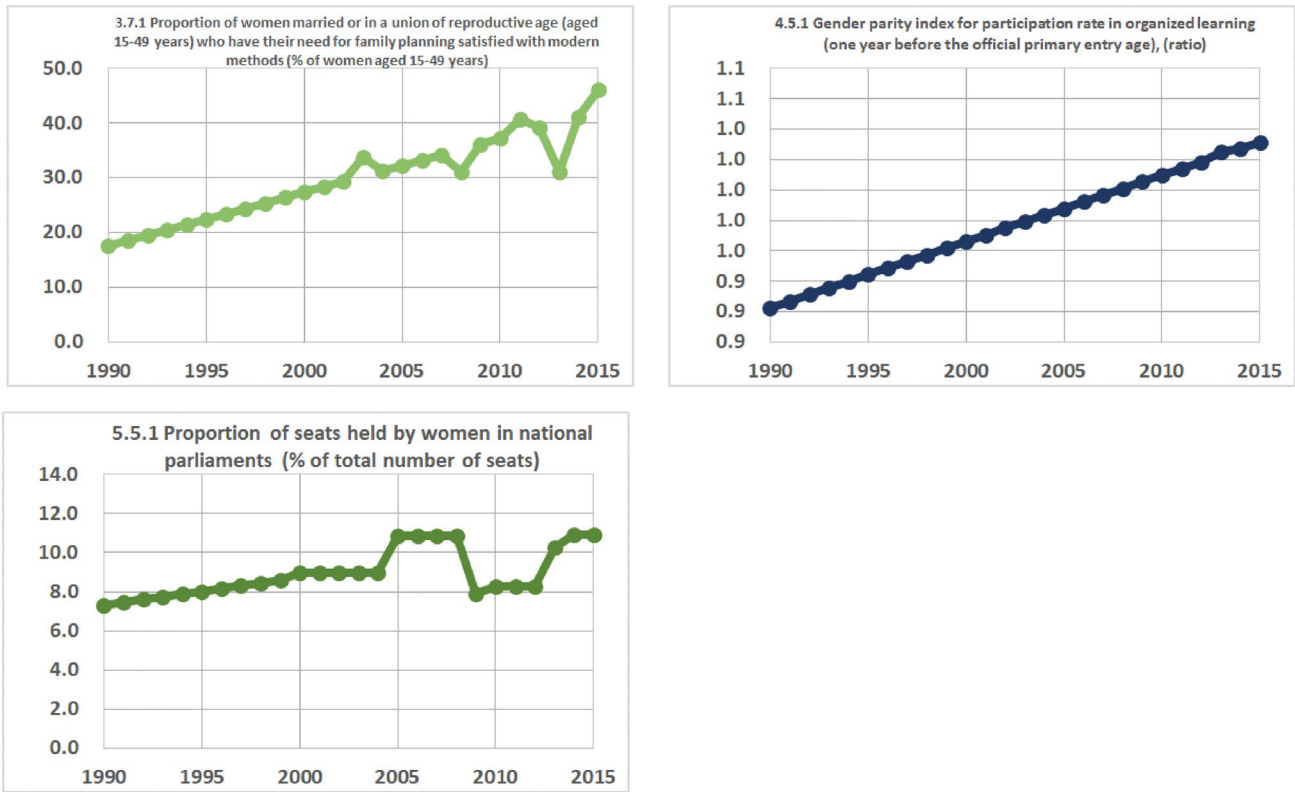 3.7.1 Proportion of women married or in a union of reproductive age (aged
15-49 years) who have their need for family planning satisfied with modern
methods (% of women aged 15-49 years)
50.0
40.0
30.0
20.0
10.0
0.0
1990 1995 2000 2005 2010 2015
4.5.1 Gender parity index for participation rate in organized learning
(one year before the official primary entry age), (ratio)
1.1
1.1
1.0
1.0
1.0
1.0
1.0
0.9
0.9
0.9
1990 1995 2000 2005 2010 2015
5.5.1 Proportion of seats held by women in national
parliaments (% of total number of seats)
14.0
12.0
10.0
8.0
6.0
4.0
2.0
0.0
1990 1995 2000 2005 2010 2015